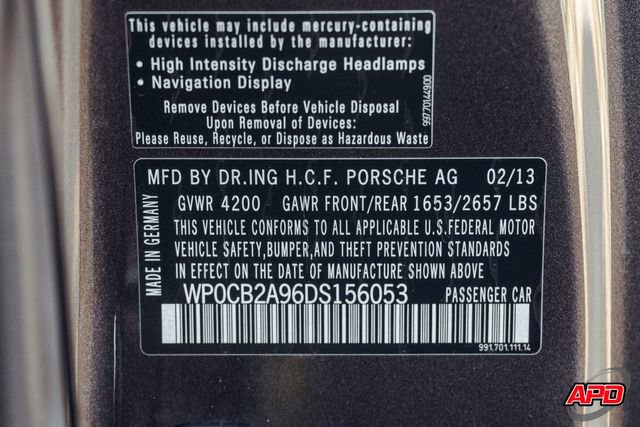 This vehicle may include mercury-containing
devices installed by the manufacturer:
• High Intensity Discharge Headlamps
• Navigation Display
Remove Devices Before Vehicle Disposal
Upon Removal of Devices:
Please Reuse, Recycle, or Dispose as Hazardous Waste
997.701.449.00
MFD BY DR.ING H.C.F. PORSCHE AG 02/13
GVWR 4200 GAWR FRONT/REAR 1653/2657 LBS
THIS VEHICLE CONFORMS TO ALL APPLICABLE U.S.FEDERAL MOTOR
VEHICLE SAFETY,BUMPER,AND THEFT PREVENTION STANDARDS
IN EFFECT ON THE DATE OF MANUFACTURE SHOWN ABOVE
WP0CB2A96DS156053 PASSENGER CAR
MADE IN GERMANY
991.701.111.14
APD